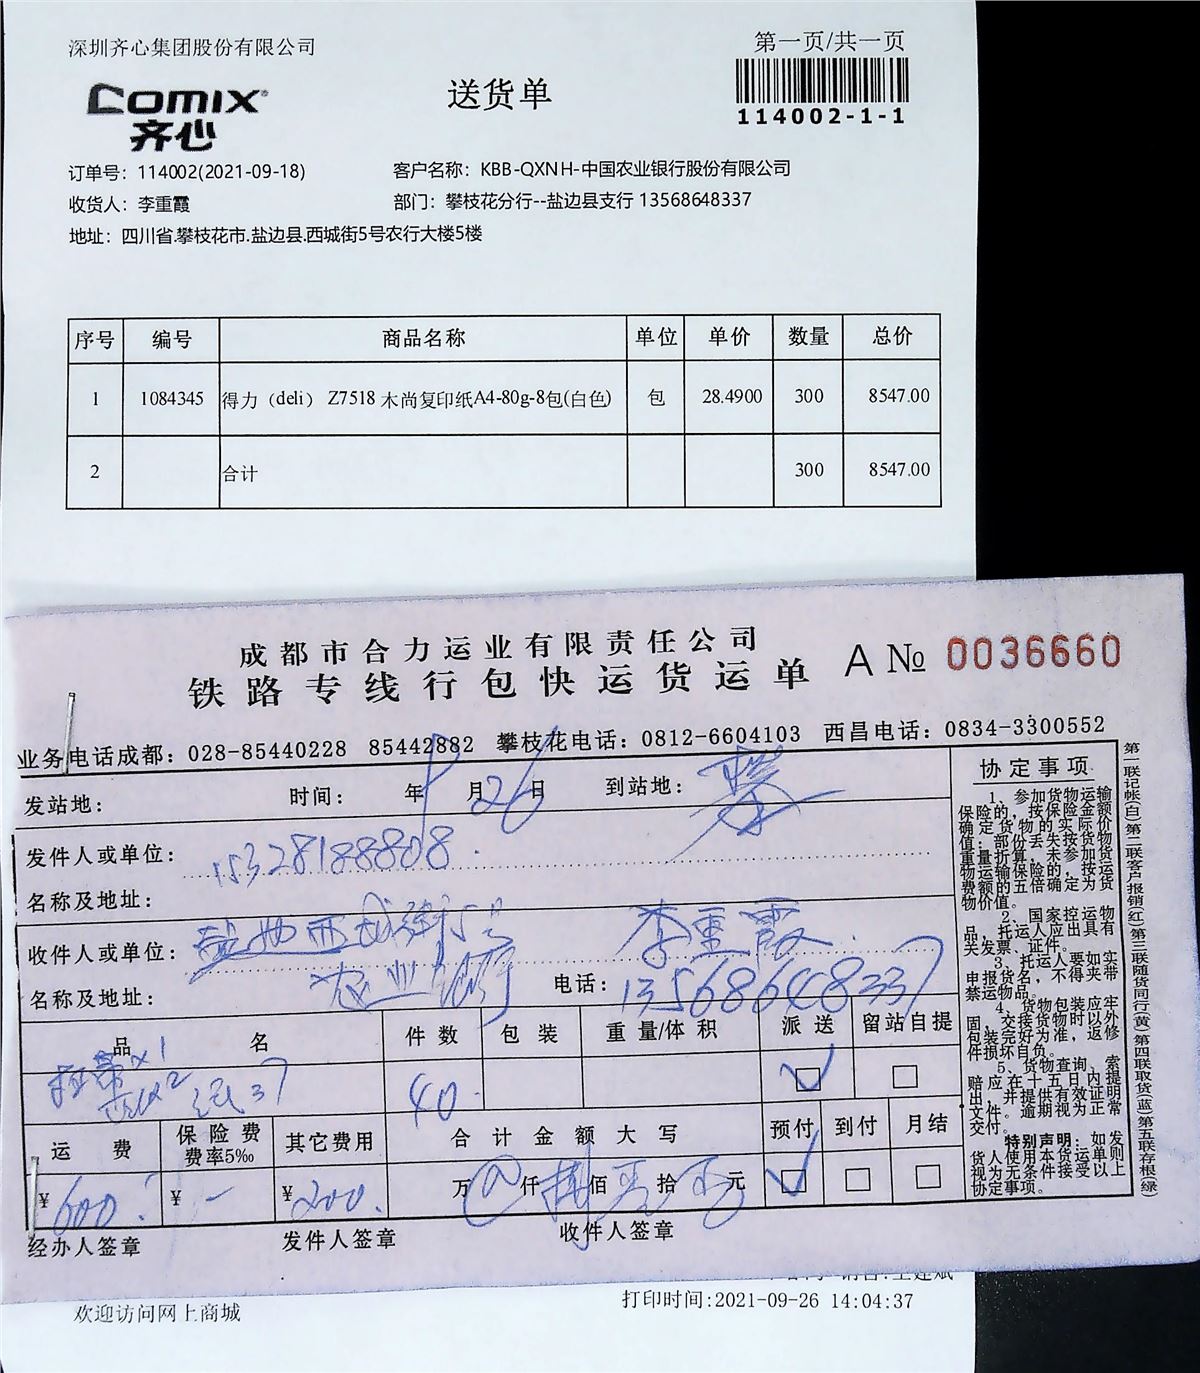 深圳齐心集团股份有限公司
第一页/共一页
comix
齐心
送货单
114002-1-1
订单号：114002(2021-09-18)
客户名称：KBB-QXNH-中国农业银行股份有限公司
收货人：李重霞
部门：攀枝花分行--盐边县支行 13568648337
地址：四川省.攀枝花市.盐边县.西城街5号农行大楼5楼
序号 编号 商品名称 单位 单价 数量 总价
1 1084345 得力（deli） Z7518 木尚复印纸A4-80g-8包(白色) 包 28.4900 300 8547.00
2 合计 300 8547.00
成都市合力运业有限责任公司
铁路专线行包快运货运单 A № 0036660
业务电话成都：028-85440228 85442882 攀枝花电话：0812-6604103 西昌电话：0834-3300552
发站地： 时间： 年9月26日 到站地：攀
发件人或单位：15328188808
名称及地址：
收件人或单位：盐边西城街5号 李重霞
农业银行
名称及地址： 电话：13568648337
品名 件数 包装 重量/体积 派送 留站自提
纸37
40
运费 保险费费率5‰ 其它费用 合计金额大写 预付 到付 月结
¥600 ¥- ¥200 万仟捌佰零拾元
经办人签章 发件人签章 收件人签章
协定事项
1、参加货物运输
保险的，按保险金额
确定货物的实际价
值；部份丢失按货物
重量折算，未参加货
物运输保险的，按运
费额的五倍确定为货
物价值。
2、国家控运物
品，托运人应出具有
关发票、证件。
3、托运人要如实
申报货名，不得夹带
禁运物品。
4、货物包装应牢
固，交接货物时以外
包装完好为准，返修
件损坏自负。
5、货物查询、索
赔应在十五日内提
出，并提供有效证明
文件。逾期视为正常
交付。
特别声明：如发
货人使用本货运单则
视为无条件接受以上
协定事项。
第一联记帐(白)第二联客户报销(红)第三联随货同行(黄)第四联取货(蓝)第五联存根(绿)
欢迎访问网上商城
打印时间:2021-09-26 14:04:37